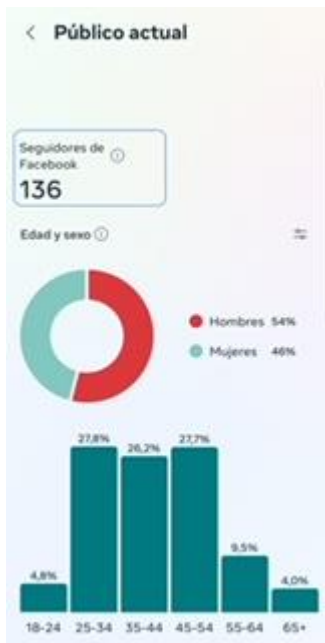 Público actual
Seguidores de
Facebook
136
Edad y sexo
Hombres 54%
Mujeres 46%
27,8% 26,2% 27,7%
9,5%
4,8% 4,0%
18-24 25-34 35-44 45-54 55-64 65+